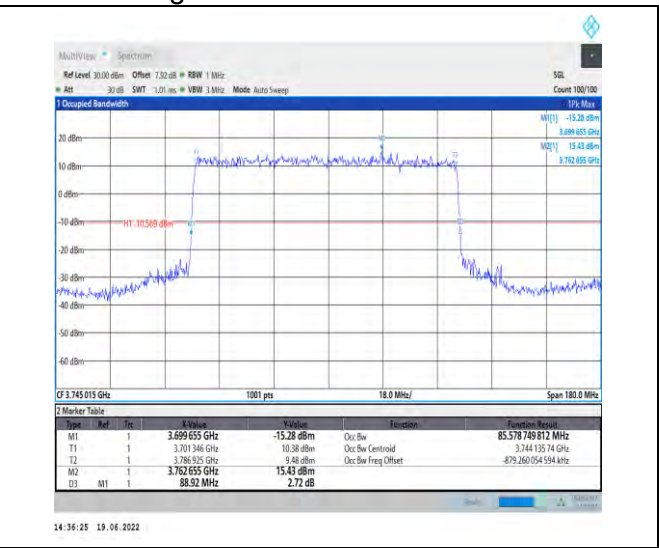 MultiView Spectrum
Ref Level 30.00 dBm Offset 7.92 dB RBW 1 MHz SGL
Att 30 dB SWT 1.01 ms VBW 3 MHz Mode Auto Sweep Count 100/100
1 Occupied Bandwidth 1Pk Max
M1[1] -15.28 dBm
3.699 655 GHz
M2[1] 15.43 dBm
3.762 655 GHz
20 dBm
10 dBm
0 dBm
-10 dBm
H1 -10.569 dBm
-20 dBm
-30 dBm
-40 dBm
-50 dBm
-60 dBm
CF 3.745 015 GHz 1001 pts 18.0 MHz/ Span 180.0 MHz
2 Marker Table
Type Ref Trc X-Value Y-Value Function Function Result
M1 1 3.699 655 GHz -15.28 dBm Occ Bw 85.578 749 812 MHz
T1 1 3.701 346 GHz 10.38 dBm Occ Bw Centroid 3.744 135 74 GHz
T2 1 3.786 925 GHz 9.48 dBm Occ Bw Freq Offset -879.260 054 594 kHz
M2 1 3.762 655 GHz 15.43 dBm
D3 M1 1 88.92 MHz 2.72 dB
14:36:25 19.06.2022